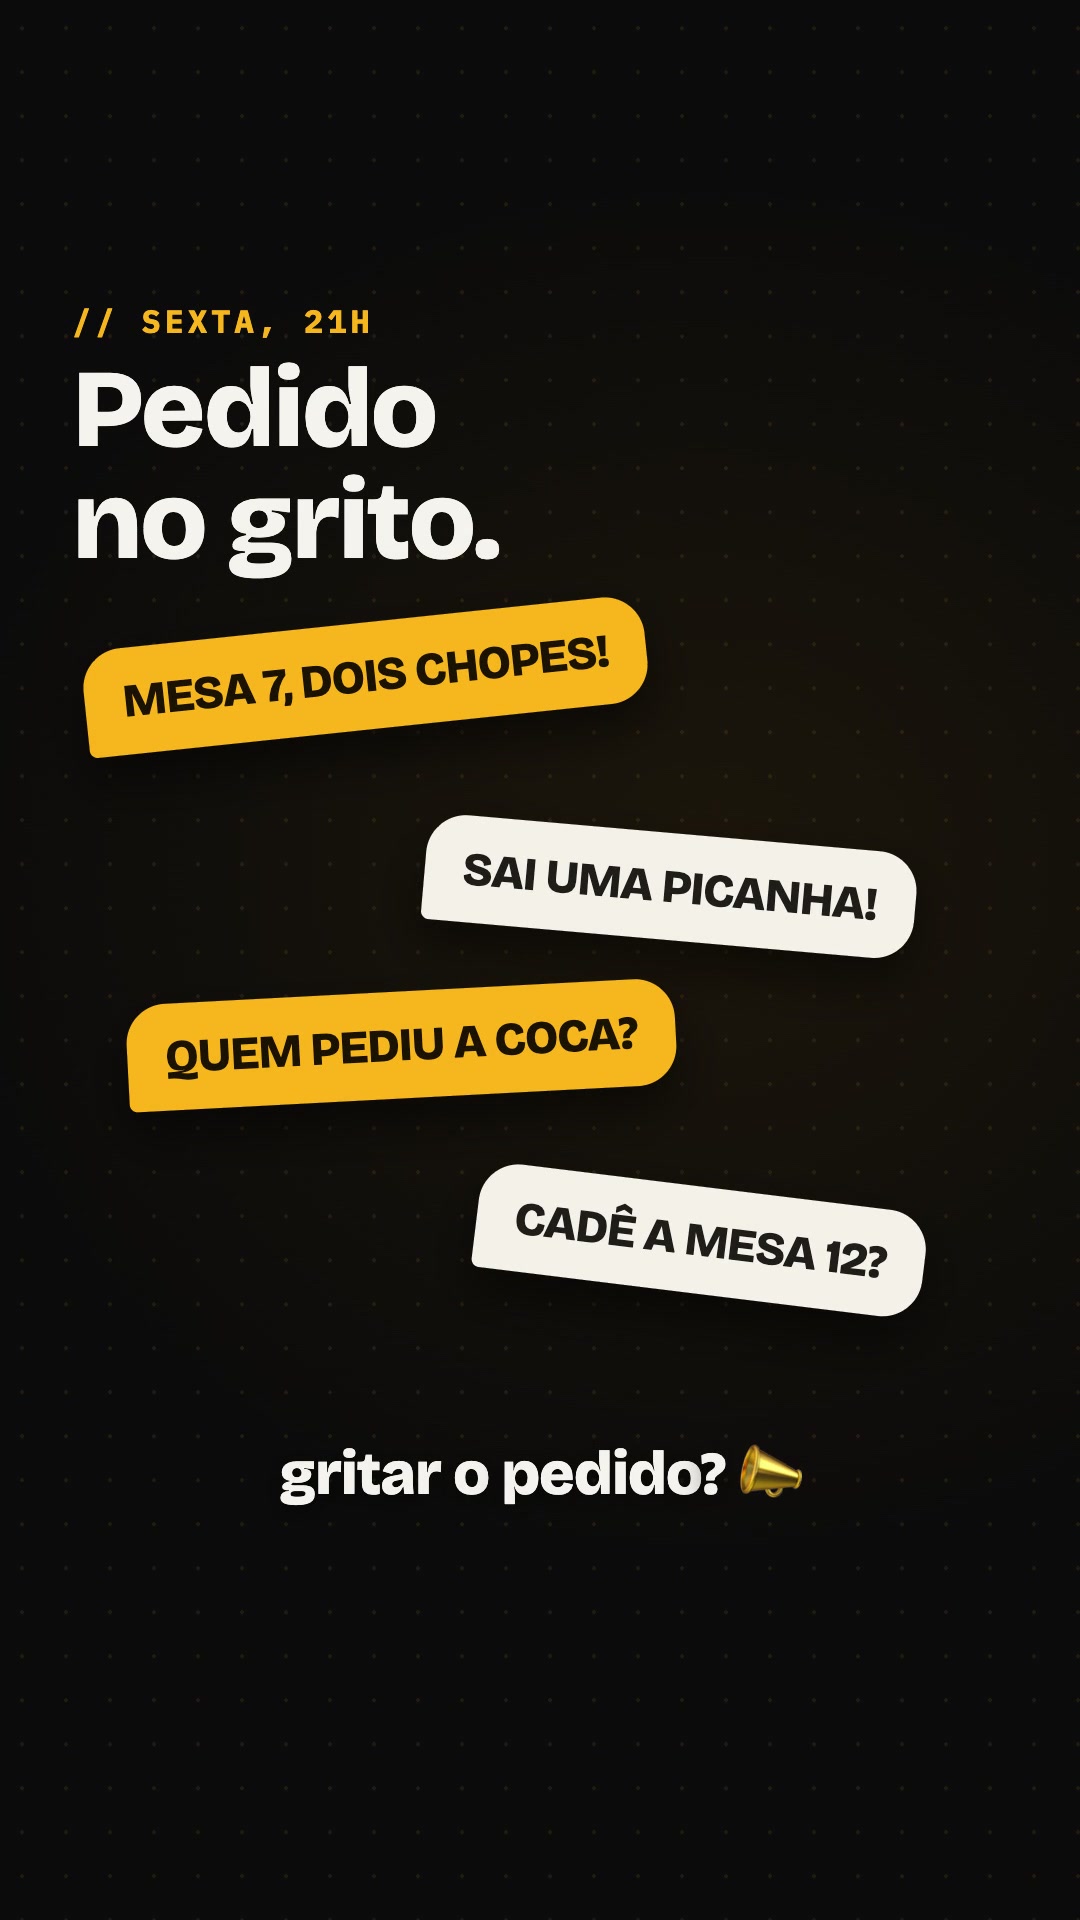 // SEXTA, 21H
Pedido
no grito.
MESA 7, DOIS CHOPES!
SAI UMA PICANHA!
QUEM PEDIU A COCA?
CADÊ A MESA 12?
gritar o pedido?